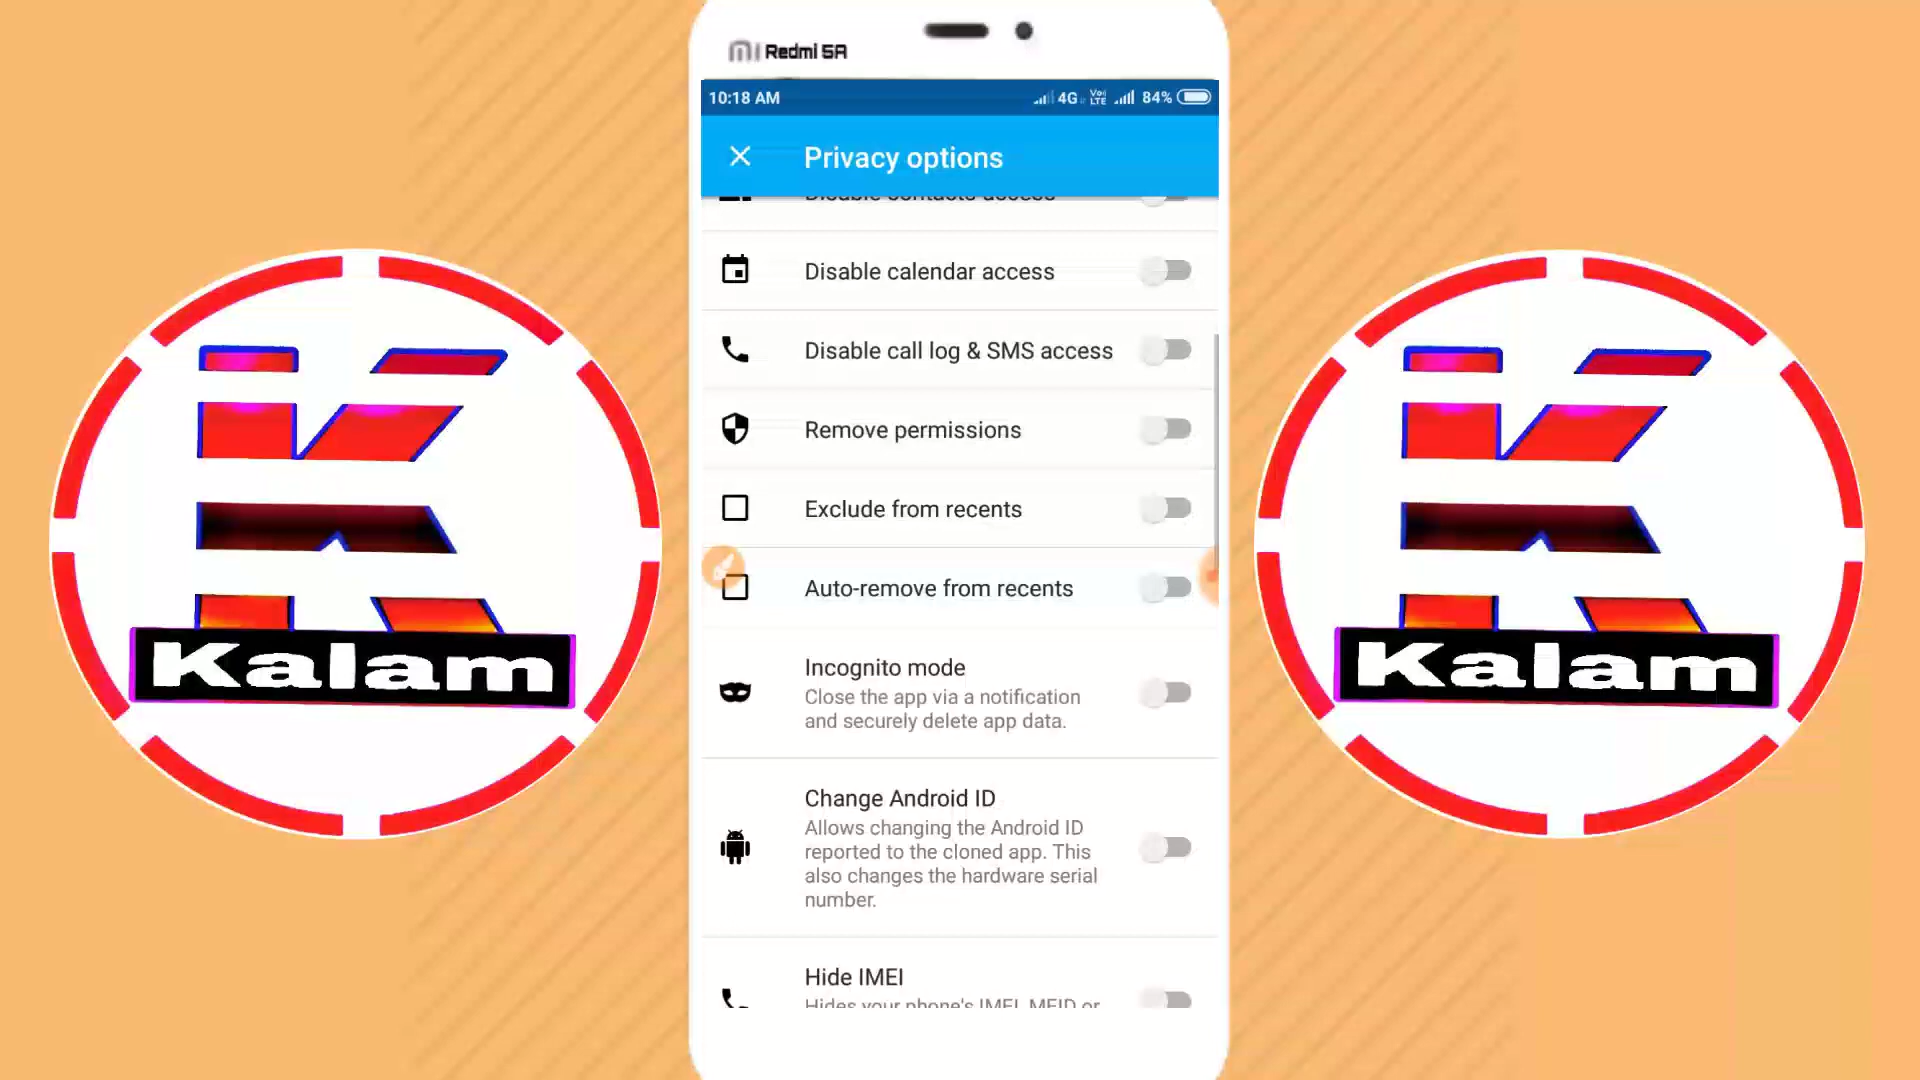 mi Redmi 5A
10:18 AM 4G Vo) LTE 84%
Privacy options
Disable contacts access
Disable calendar access
Disable call log & SMS access
Remove permissions
Exclude from recents
Auto-remove from recents
Incognito mode
Close the app via a notification
and securely delete app data.
Change Android ID
Allows changing the Android ID
reported to the cloned app. This
also changes the hardware serial
number.
Hide IMEI
Hides your phone's IMEI, MEID or
Kalam
Kalam